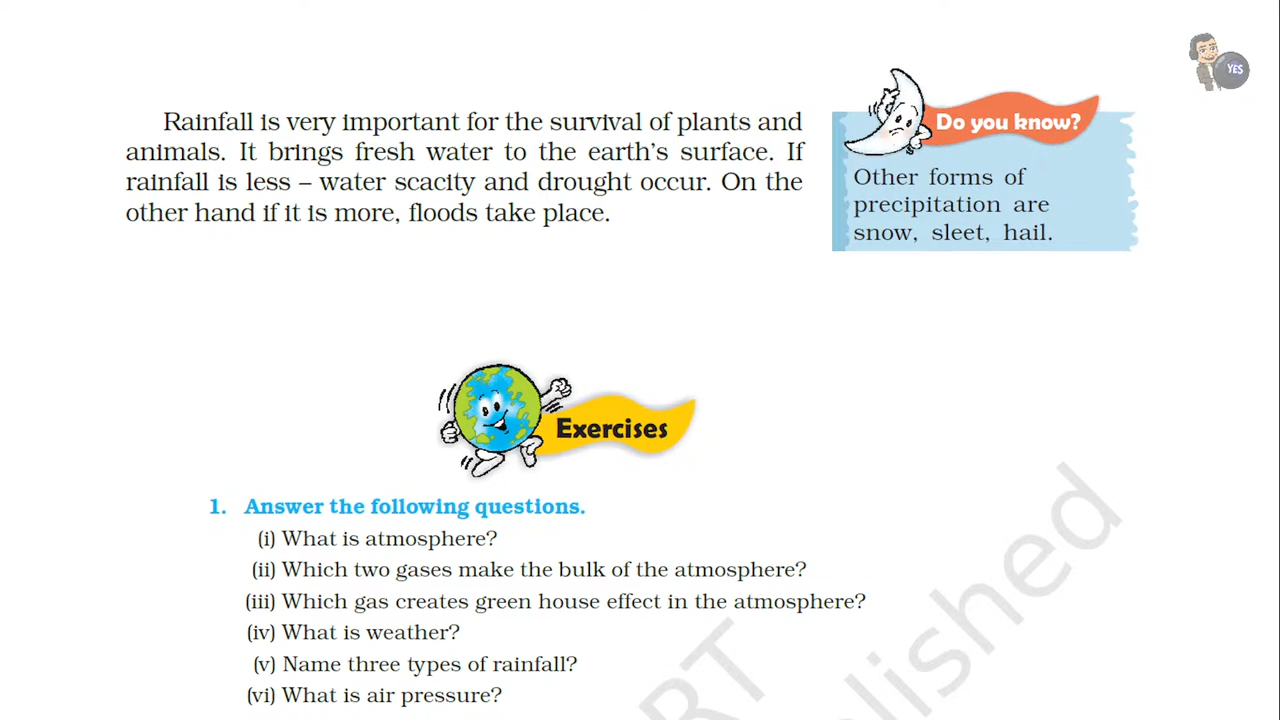 YES
Rainfall is very important for the survival of plants and
animals. It brings fresh water to the earth's surface. If
rainfall is less – water scacity and drought occur. On the
other hand if it is more, floods take place.
Do you know?
Other forms of
precipitation are
snow, sleet, hail.
Exercises
1. Answer the following questions.
(i) What is atmosphere?
(ii) Which two gases make the bulk of the atmosphere?
(iii) Which gas creates green house effect in the atmosphere?
(iv) What is weather?
(v) Name three types of rainfall?
(vi) What is air pressure?